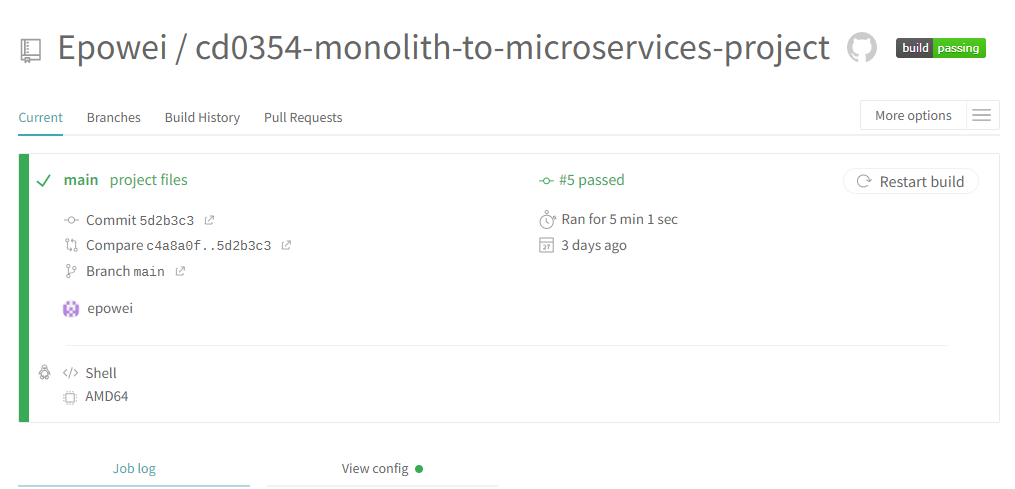 Epowei / cd0354-monolith-to-microservices-project build passing
Current Branches Build History Pull Requests More options
main project files #5 passed Restart build
Commit 5d2b3c3 Ran for 5 min 1 sec
Compare c4a8a0f..5d2b3c3 27 3 days ago
Branch main
epowei
</> Shell
AMD64
Job log View config